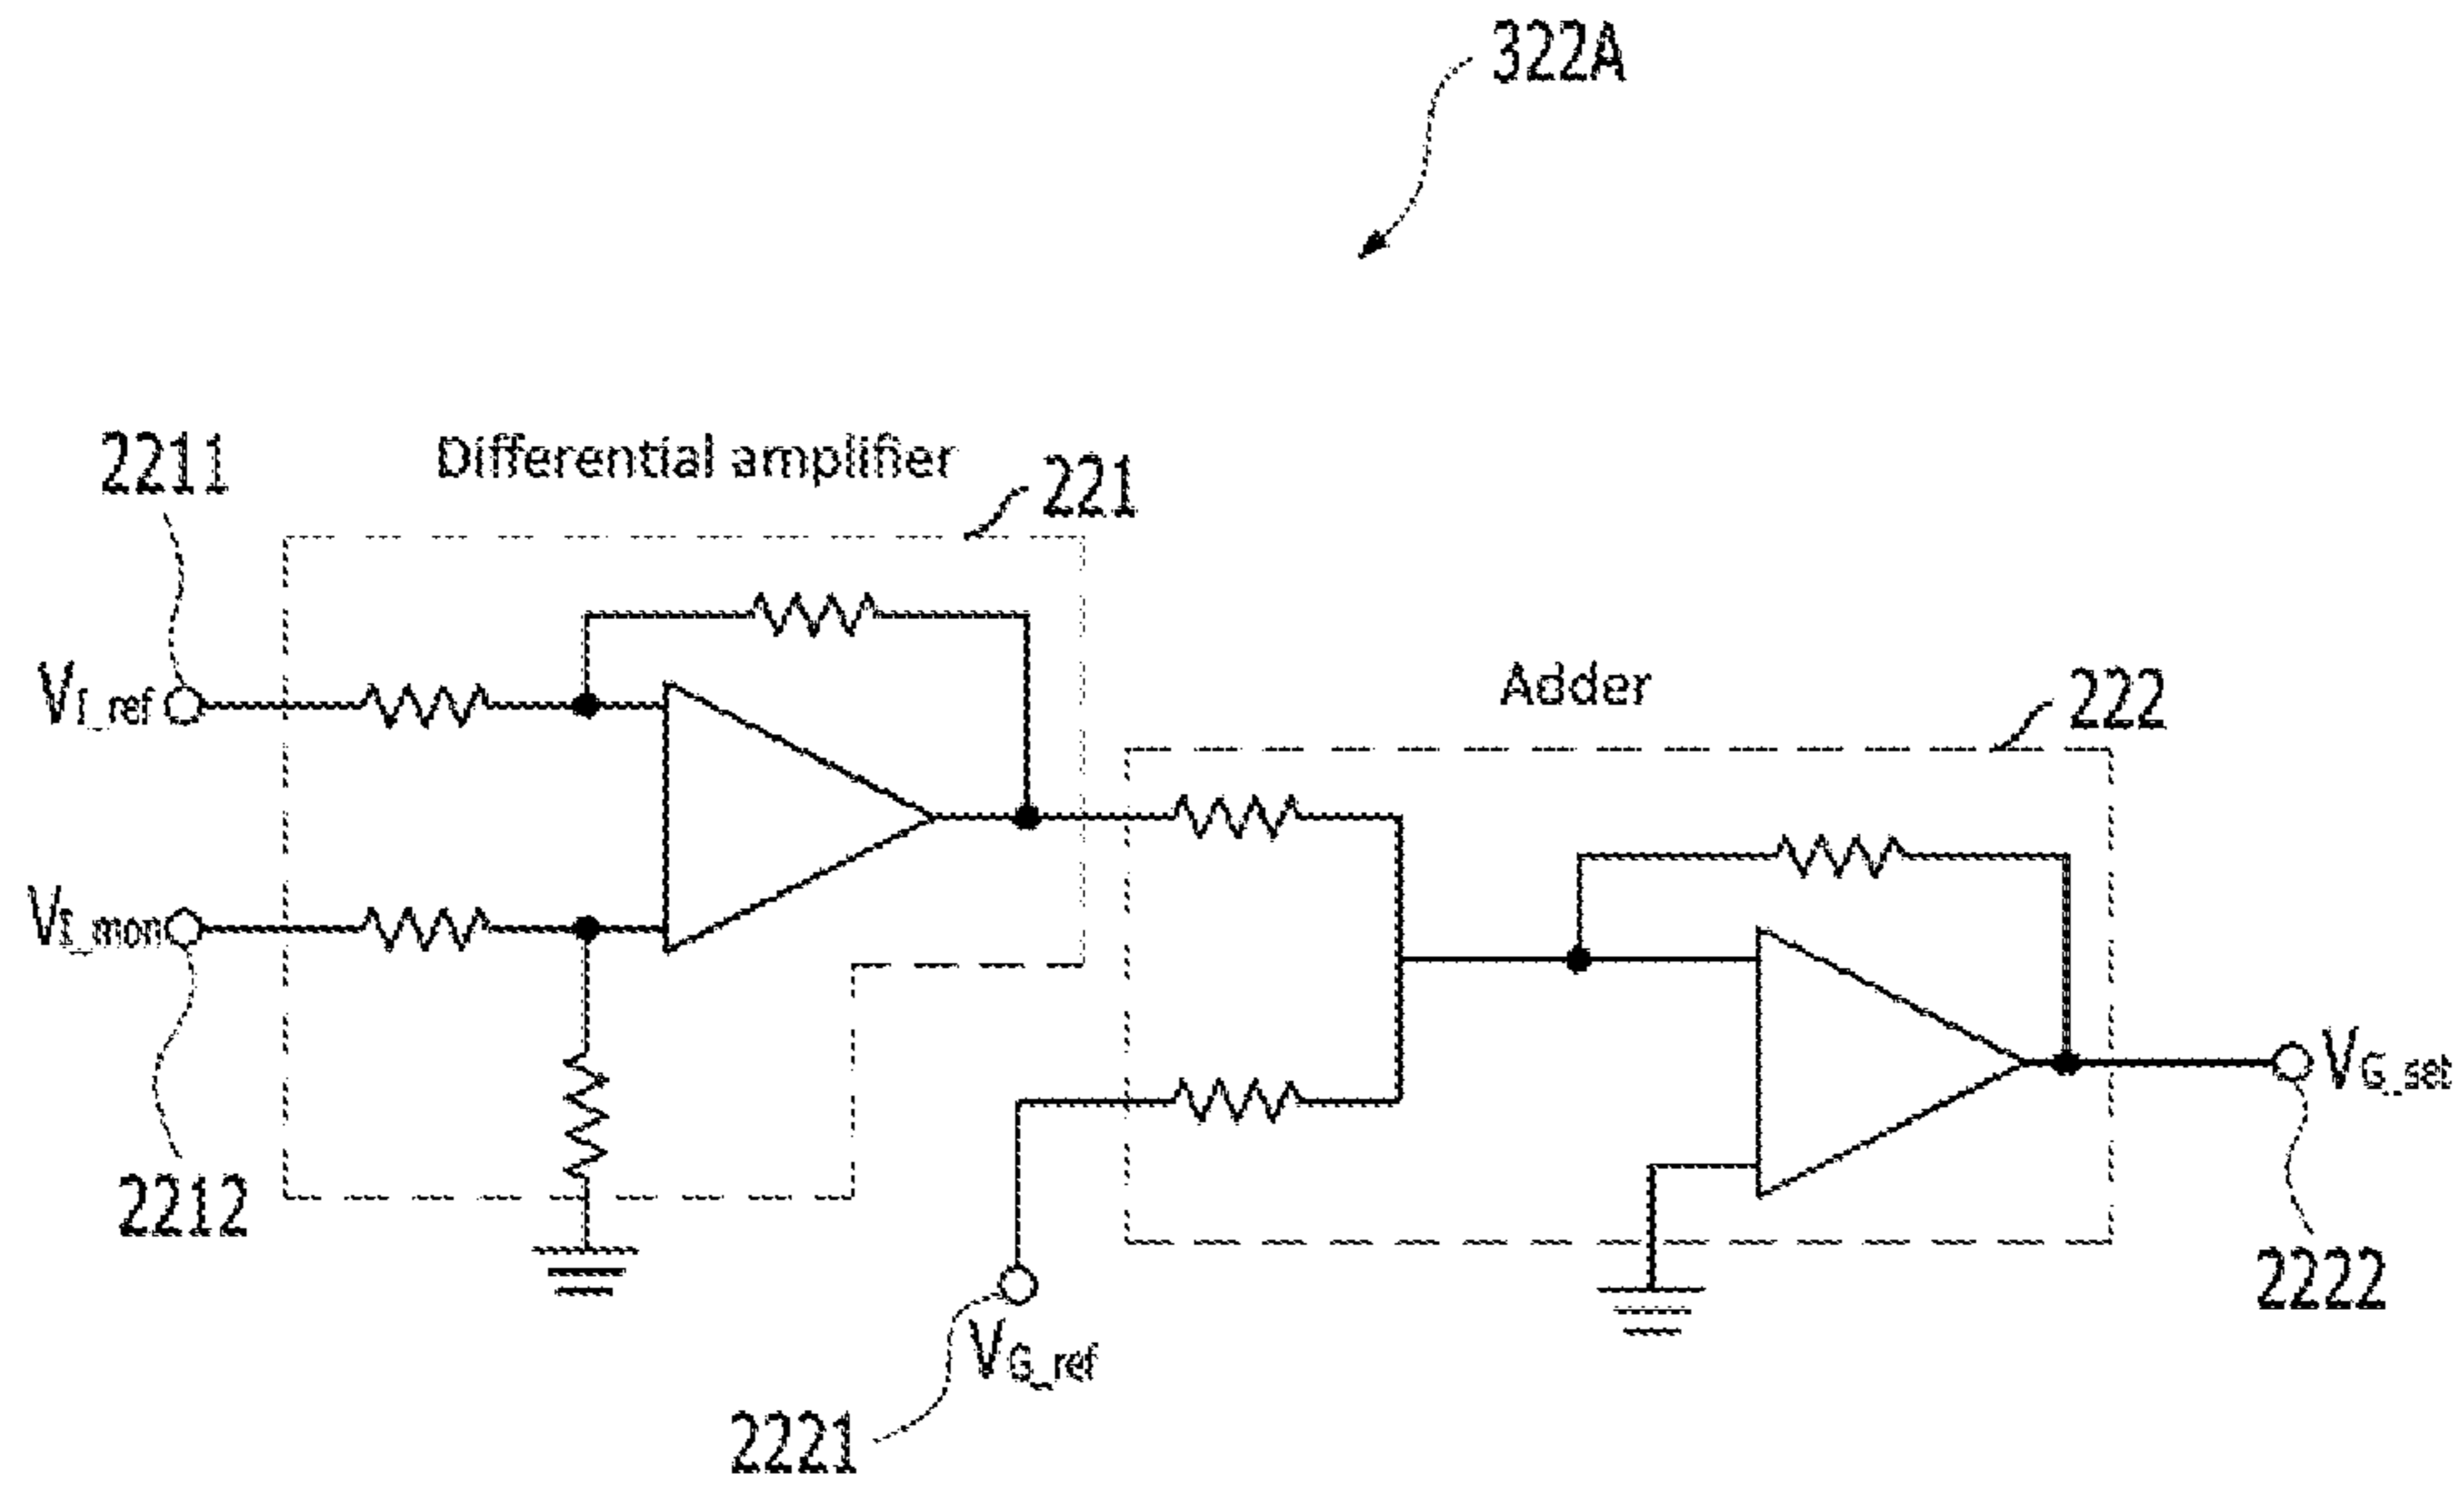 322A
2211
Differential amplifier
221
VI_ref
Adder
222
VI_mon
VG_set
2212
2222
VG_ref
2221